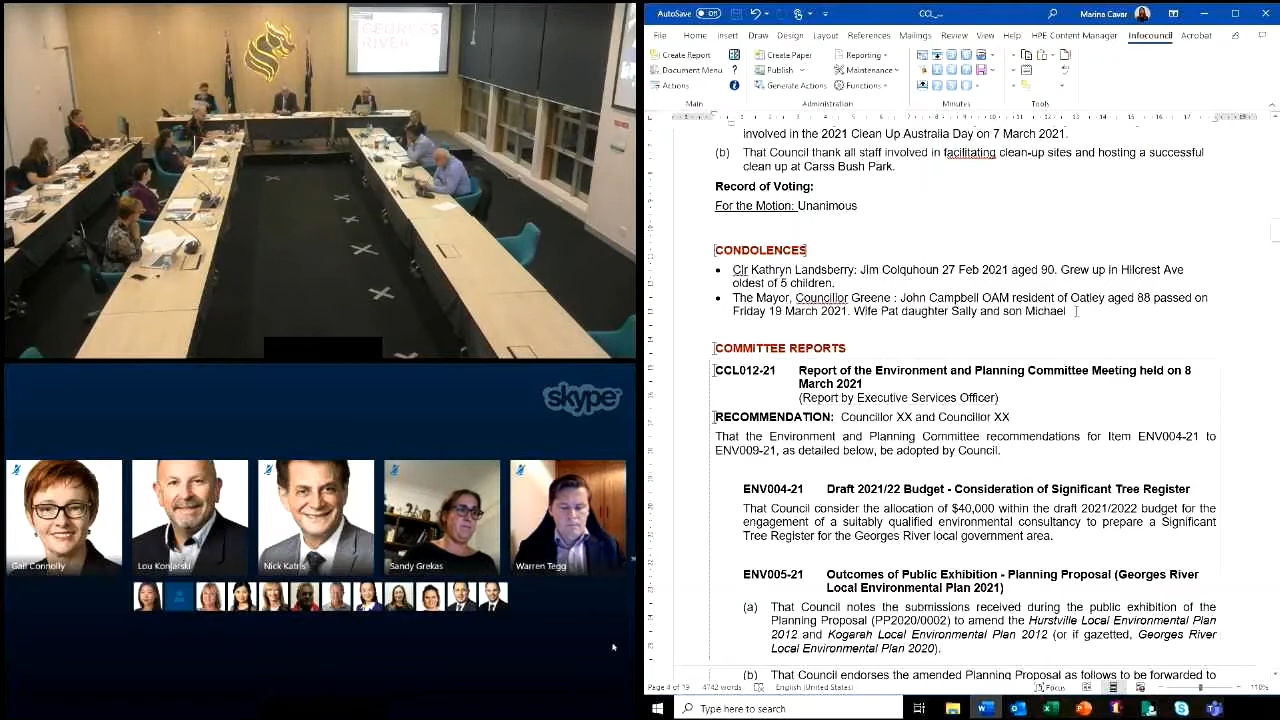 GEORGES
RIVER
skype
Gail Connolly
Lou Konjarski
Nick Katris
Sandy Grekas
Warren Tegg
AutoSave Off
CCL...
Marina Cavar
File Home Insert Draw Design Layout References Mailings Review View Help HPE Content Manager Infocouncil Acrobat
Create Report
Document Menu
Actions
Create Paper
Publish
Generate Actions
Reporting
Maintenance
Functions
Main
Administration
Minutes
Tools
involved in the 2021 Clean Up Australia Day on 7 March 2021.
(b) That Council thank all staff involved in facilitating clean-up sites and hosting a successful
clean up at Carss Bush Park.
Record of Voting:
For the Motion: Unanimous
CONDOLENCES
• Clr Kathryn Landsberry: Jim Colquhoun 27 Feb 2021 aged 90. Grew up in Hilcrest Ave
oldest of 5 children.
• The Mayor, Councillor Greene : John Campbell OAM resident of Oatley aged 88 passed on
Friday 19 March 2021. Wife Pat daughter Sally and son Michael
COMMITTEE REPORTS
CCL012-21 Report of the Environment and Planning Committee Meeting held on 8
March 2021
(Report by Executive Services Officer)
RECOMMENDATION: Councillor XX and Councillor XX
That the Environment and Planning Committee recommendations for Item ENV004-21 to
ENV009-21, as detailed below, be adopted by Council.
ENV004-21 Draft 2021/22 Budget - Consideration of Significant Tree Register
That Council consider the allocation of $40,000 within the draft 2021/2022 budget for the
engagement of a suitably qualified environmental consultancy to prepare a Significant
Tree Register for the Georges River local government area.
ENV005-21 Outcomes of Public Exhibition - Planning Proposal (Georges River
Local Environmental Plan 2021)
(a) That Council notes the submissions received during the public exhibition of the
Planning Proposal (PP2020/0002) to amend the Hurstville Local Environmental Plan
2012 and Kogarah Local Environmental Plan 2012 (or if gazetted, Georges River
Local Environmental Plan 2020).
(b) That Council endorses the amended Planning Proposal as follows to be forwarded to
Page 4 of 19 4742 words English (United States) Focus 110%
Type here to search